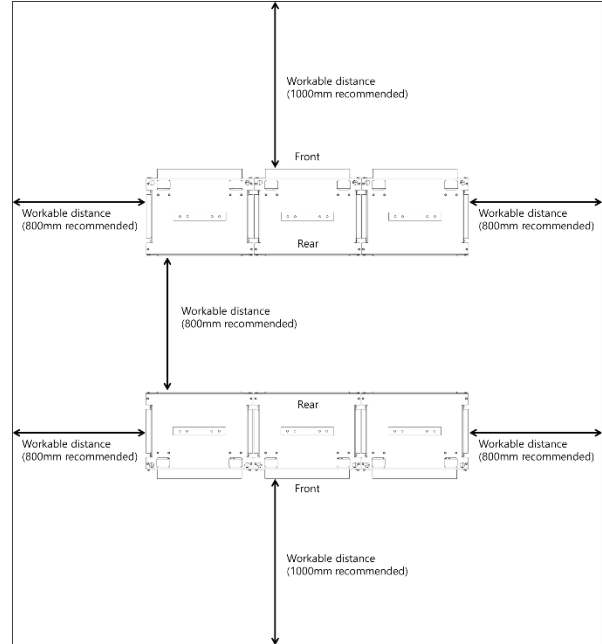 Workable distance
(1000mm recommended)
Front
Workable distance
(800mm recommended)
Workable distance
(800mm recommended)
Rear
Workable distance
(800mm recommended)
Rear
Workable distance
(800mm recommended)
Workable distance
(800mm recommended)
Front
Workable distance
(1000mm recommended)